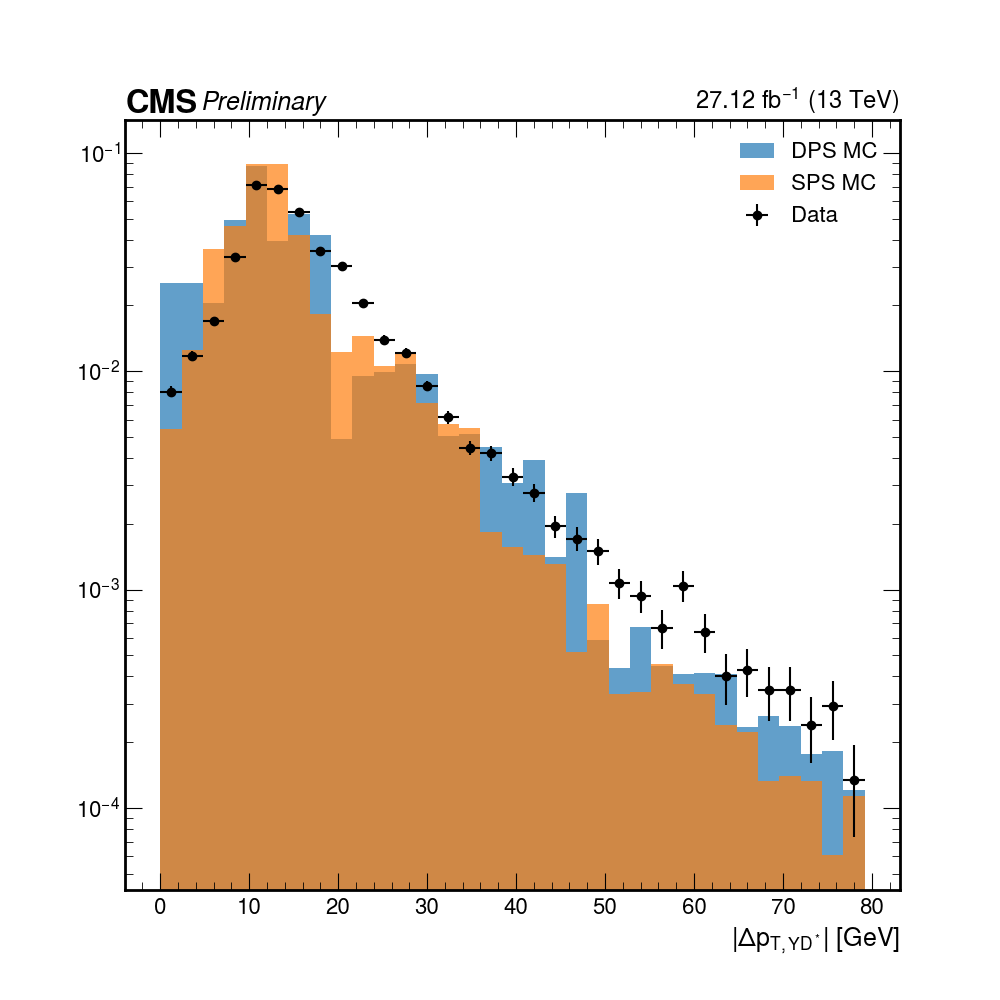 CMS Preliminary
27.12 fb⁻¹ (13 TeV)
DPS MC
SPS MC
Data
10⁻¹
10⁻²
10⁻³
10⁻⁴
0 10 20 30 40 50 60 70 80
|Δp_{T, YD*}| [GeV]